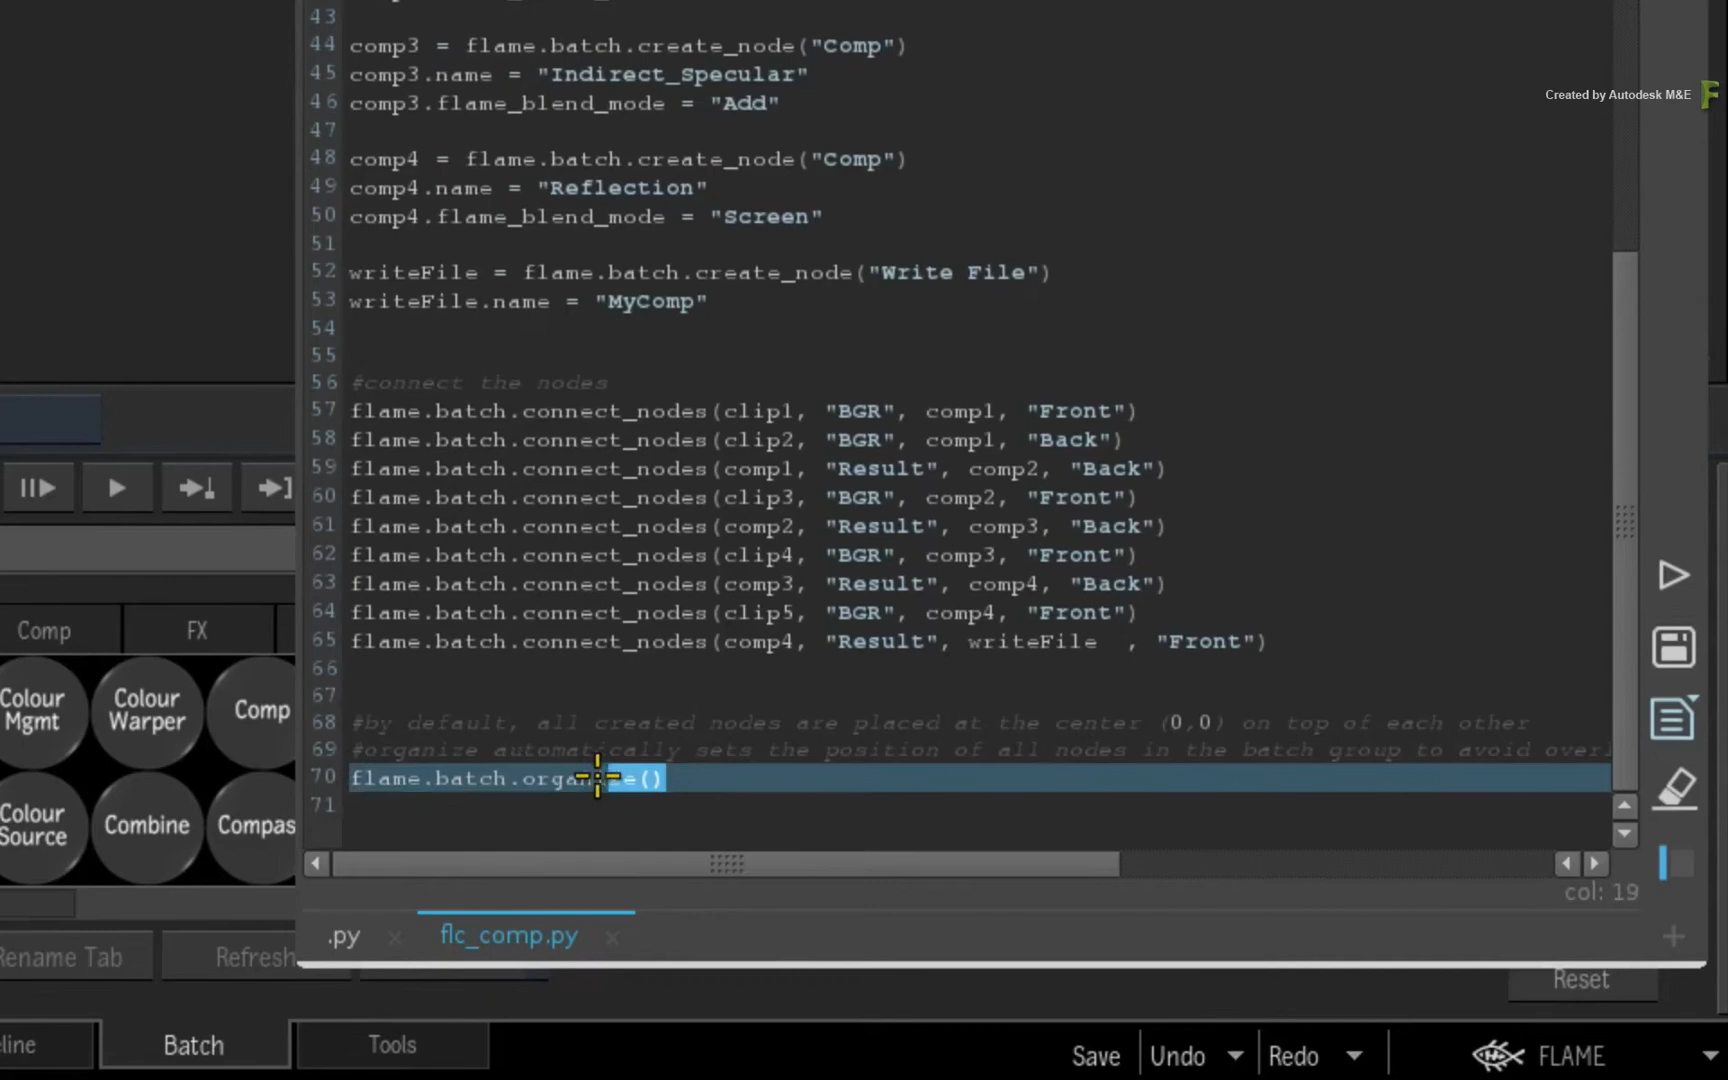 43
44 comp3 = flame.batch.create_node("Comp")
45 comp3.name = "Indirect_Specular"
46 comp3.flame_blend_mode = "Add"
47
48 comp4 = flame.batch.create_node("Comp")
49 comp4.name = "Reflection"
50 comp4.flame_blend_mode = "Screen"
51
52 writeFile = flame.batch.create_node("Write File")
53 writeFile.name = "MyComp"
54
55
56 #connect the nodes
57 flame.batch.connect_nodes(clip1, "BGR", comp1, "Front")
58 flame.batch.connect_nodes(clip2, "BGR", comp1, "Back")
59 flame.batch.connect_nodes(comp1, "Result", comp2, "Back")
60 flame.batch.connect_nodes(clip3, "BGR", comp2, "Front")
61 flame.batch.connect_nodes(comp2, "Result", comp3, "Back")
62 flame.batch.connect_nodes(clip4, "BGR", comp3, "Front")
63 flame.batch.connect_nodes(comp3, "Result", comp4, "Back")
64 flame.batch.connect_nodes(clip5, "BGR", comp4, "Front")
65 flame.batch.connect_nodes(comp4, "Result", writeFile , "Front")
66
67
68 #by default, all created nodes are placed at the center (0,0) on top of each other
69 #organize automatically sets the position of all nodes in the batch group to avoid over
70 flame.batch.organize()
71
col: 19
.py
flc_comp.py
Created by Autodesk M&E
Comp
FX
Colour Mgmt
Colour Warper
Comp
Colour Source
Combine
Compas
Rename Tab
Refresh
Reset
line
Batch
Tools
Save
Undo
Redo
FLAME